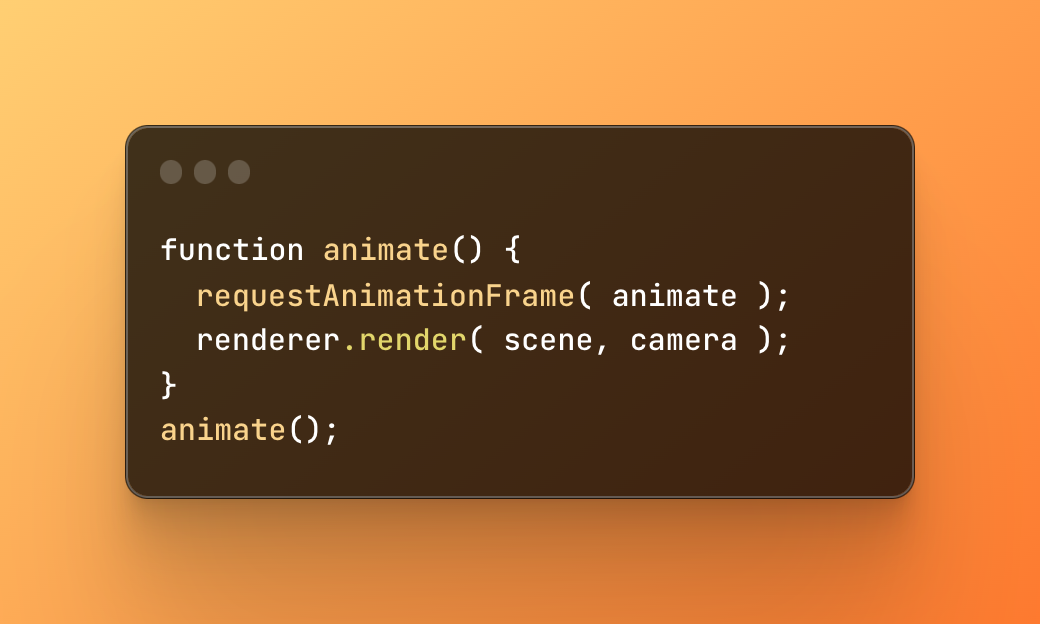 function animate() {
  requestAnimationFrame( animate );
  renderer.render( scene, camera );
}
animate();